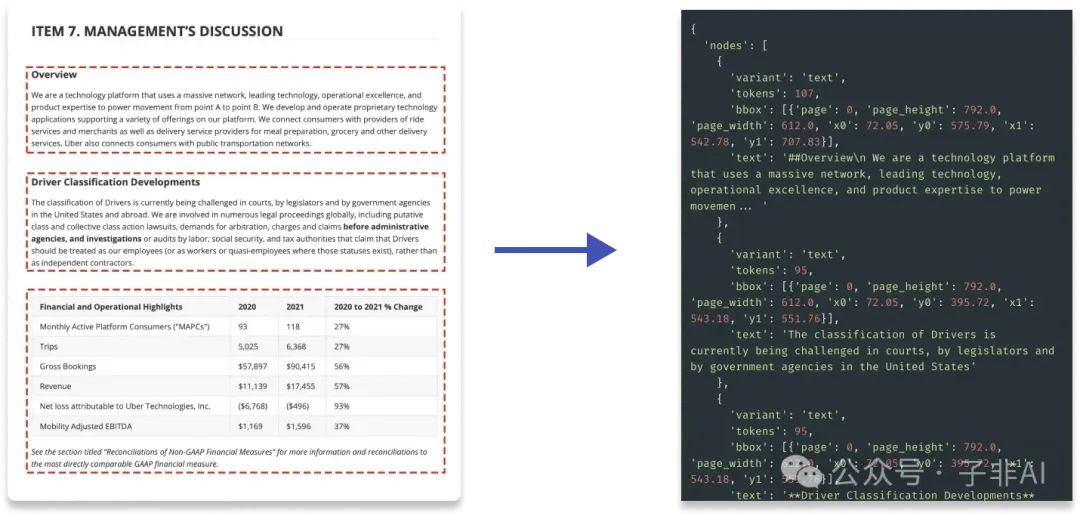 ITEM 7. MANAGEMENT'S DISCUSSION
Overview
We are a technology platform that uses a massive network, leading technology, operational excellence, and
product expertise to power movement from point A to point B. We develop and operate proprietary technology
applications supporting a variety of offerings on our platform. We connect consumers with providers of ride
services and merchants as well as delivery service providers for meal preparation, grocery and other delivery
services. Uber also connects consumers with public transportation networks.
Driver Classification Developments
The classification of Drivers is currently being challenged in courts, by legislators and by government agencies
in the United States and abroad. We are involved in numerous legal proceedings globally, including putative
class and collective class action lawsuits, demands for arbitration, charges and claims before administrative
agencies, and investigations or audits by labor, social security, and tax authorities that claim that Drivers
should be treated as our employees (or as workers or quasi-employees where those statuses exist), rather than
as independent contractors.
Financial and Operational Highlights 2020 2021 2020 to 2021 % Change
Monthly Active Platform Consumers ("MAPCs") 93 118 27%
Trips 5,025 6,368 27%
Gross Bookings $57,897 $90,415 56%
Revenue $11,139 $17,455 57%
Net loss attributable to Uber Technologies, Inc. ($6,768) ($496) 93%
Mobility Adjusted EBITDA $1,169 $1,596 37%
See the section titled "Reconciliations of Non-GAAP Financial Measures" for more information and reconciliations to
the most directly comparable GAAP financial measure.
{
'nodes': [
{
'variant': 'text',
'tokens': 107,
'bbox': [{'page': 0, 'page_height': 792.0,
'page_width': 612.0, 'x0': 72.05, 'y0': 575.79, 'x1':
542.78, 'y1': 707.83}],
'text': '##Overview\n We are a technology platform
that uses a massive network, leading technology,
operational excellence, and product expertise to power
movemen... '
},
{
'variant': 'text',
'tokens': 95,
'bbox': [{'page': 0, 'page_height': 792.0,
'page_width': 612.0, 'x0': 72.05, 'y0': 395.72, 'x1':
543.18, 'y1': 551.76}],
'text': 'The classification of Drivers is
currently being challenged in courts, by legislators and
by government agencies in the United States'
},
{
'variant': 'text',
'tokens': 95,
'bbox': [{'page': 0, 'page_height': 792.0,
'page_width': 612.0, 'x0': 72.05, 'y0': 395.72, 'x1':
543.18, 'y1': 551.76}],
'text': '**Driver Classification Developments**
公众号 · 子非AI